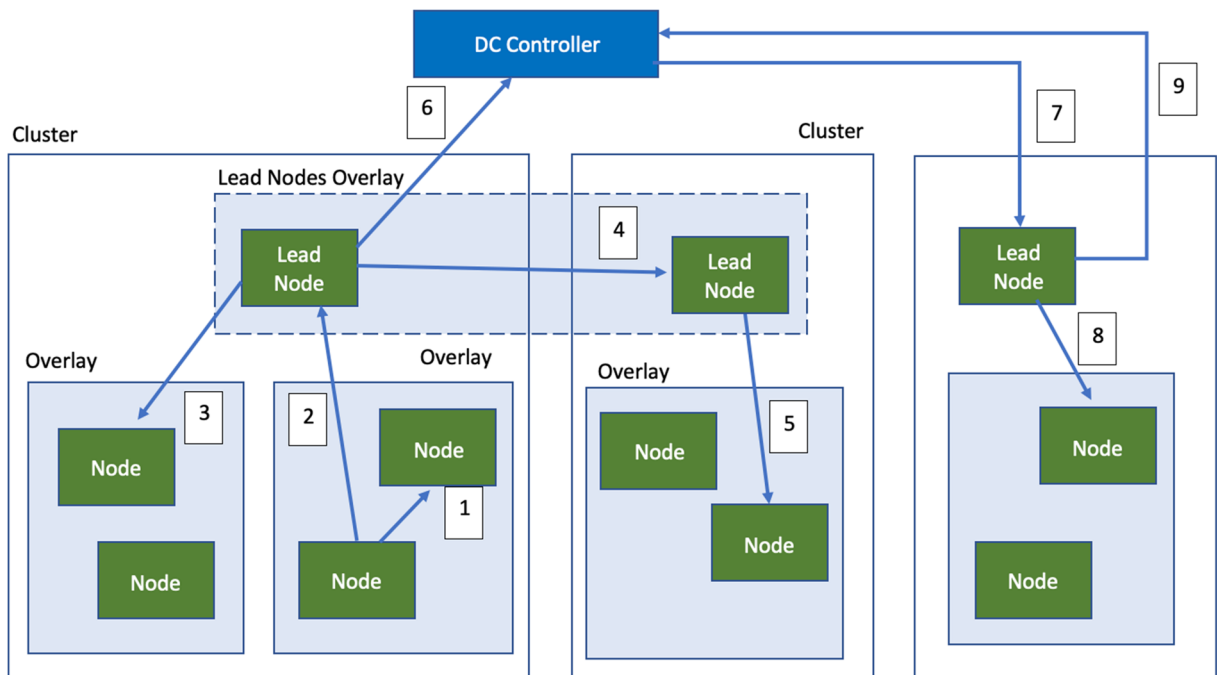 DC Controller
6
9
7
Cluster
Cluster
Lead Nodes Overlay
4
Lead
Node
Lead
Node
Lead
Node
8
Overlay
Overlay
Overlay
3
2
5
Node
Node
Node
Node
1
Node
Node
Node
Node